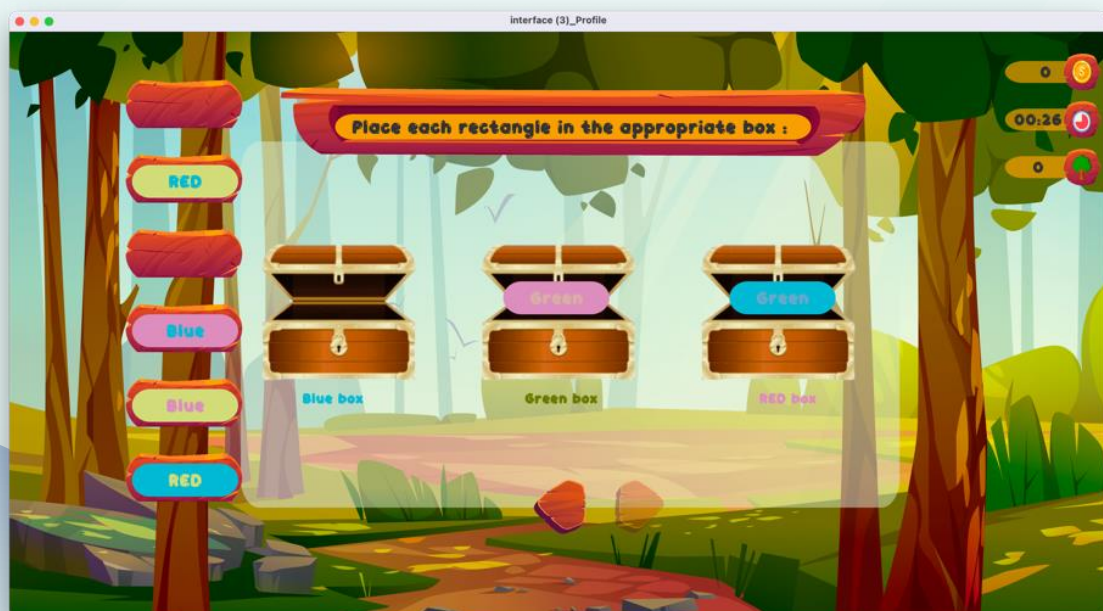 interface (3)_Profile
0
Place each rectangle in the appropriate box :
00:26
0
RED
Blue
Blue
RED
Green
Green
Blue box
Green box
RED box